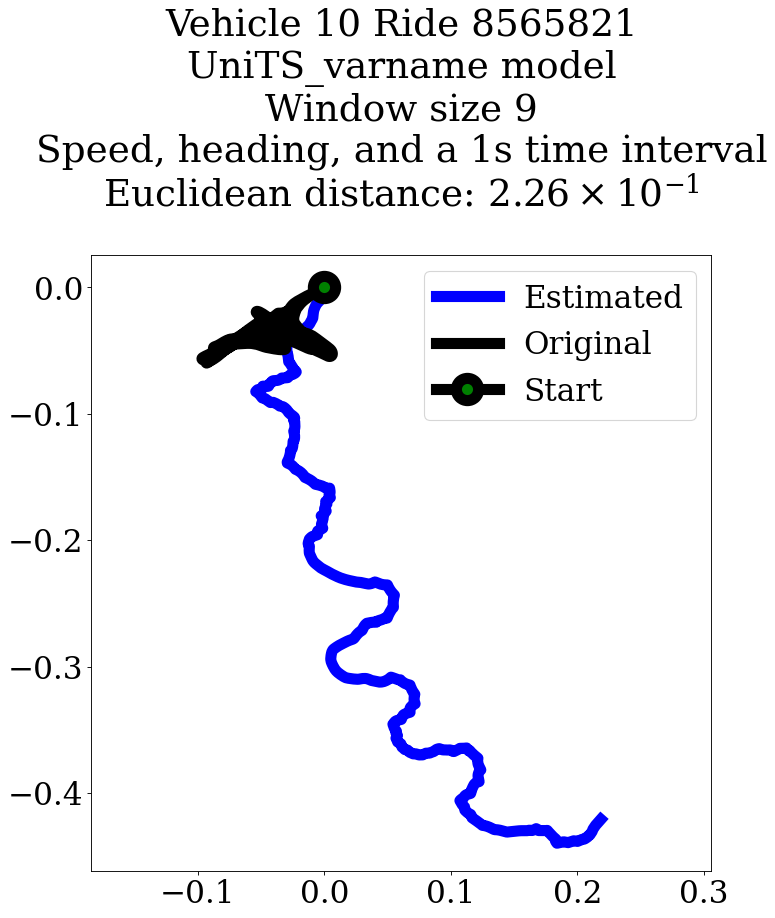 Vehicle 10 Ride 8565821
UniTS_varname model
Window size 9
Speed, heading, and a 1s time interval
Euclidean distance: 2.26 × 10⁻¹
Estimated
Original
Start
0.0
−0.1
−0.2
−0.3
−0.4
−0.1 0.0 0.1 0.2 0.3